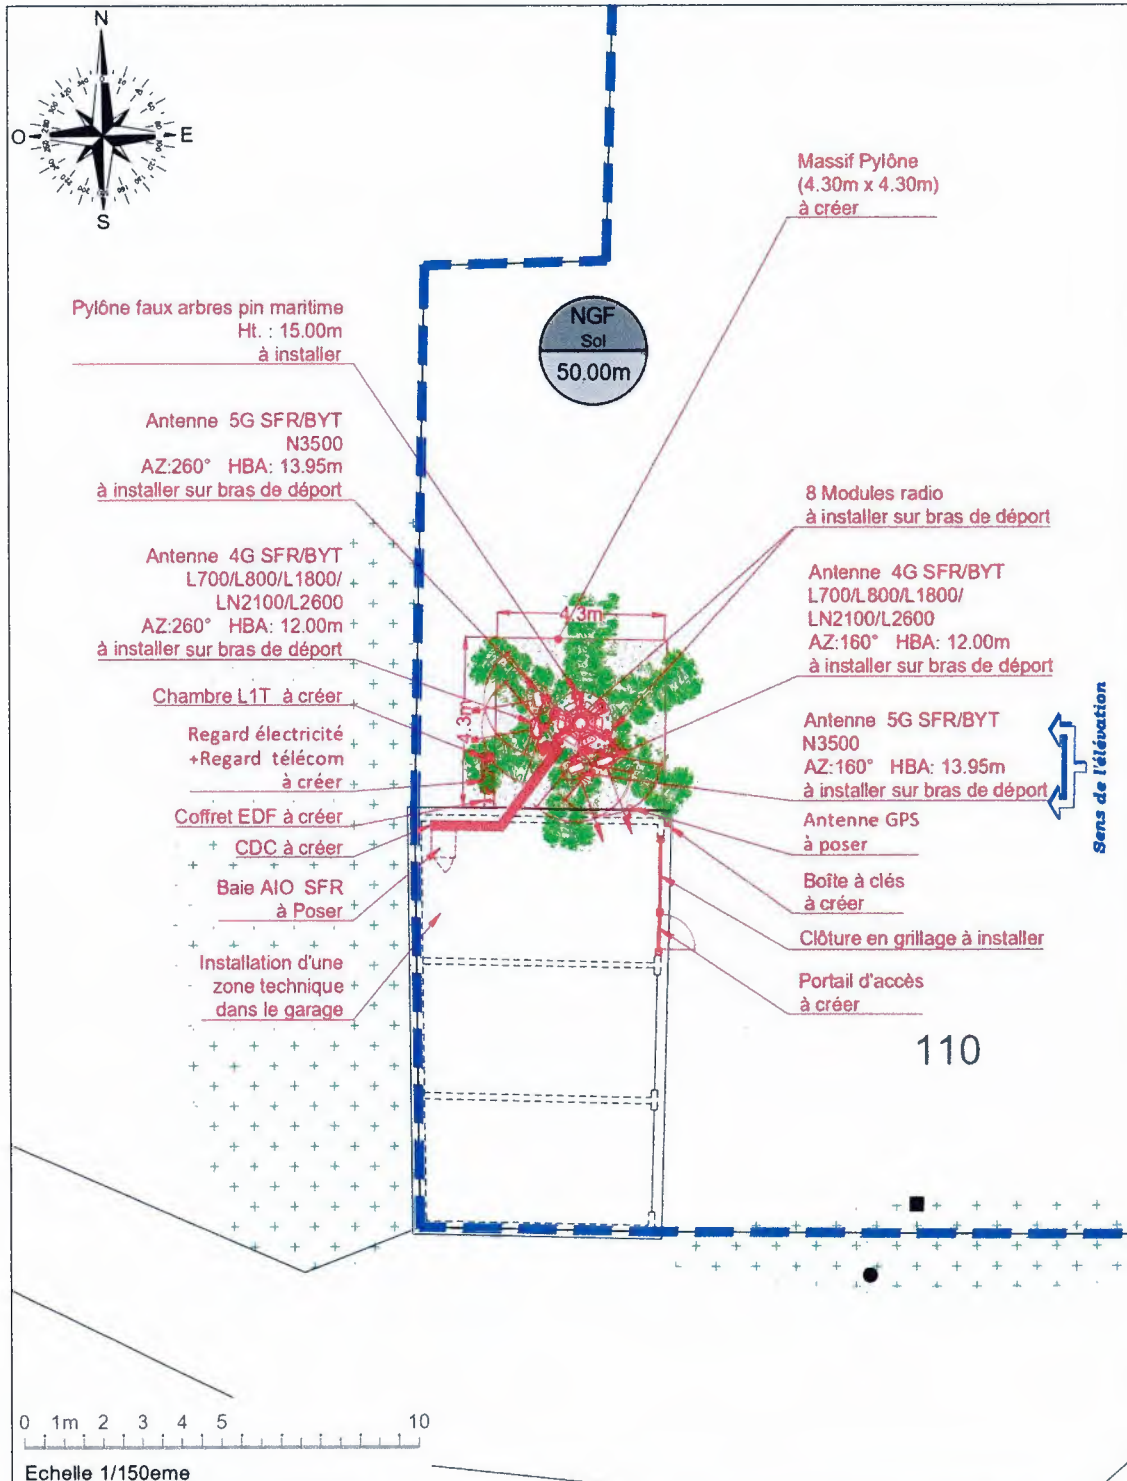 N
O
E
S
Massif Pylône
(4.30m x 4.30m)
à créer
Pylône faux arbres pin maritime
Ht. : 15.00m
à installer
NGF
Sol
50.00m
Antenne 5G SFR/BYT
N3500
AZ:260° HBA: 13.95m
à installer sur bras de déport
Antenne 4G SFR/BYT
L700/L800/L1800/
LN2100/L2600
AZ:260° HBA: 12.00m
à installer sur bras de déport
Chambre L1T à créer
Regard électricité
+Regard télécom
à créer
Coffret EDF à créer
CDC à créer
Baie AIO SFR
à Poser
Installation d'une
zone technique
dans le garage
4.3m
4.3m
8 Modules radio
à installer sur bras de déport
Antenne 4G SFR/BYT
L700/L800/L1800/
LN2100/L2600
AZ:160° HBA: 12.00m
à installer sur bras de déport
Antenne 5G SFR/BYT
N3500
AZ:160° HBA: 13.95m
à installer sur bras de déport
Antenne GPS
à poser
Boîte à clés
à créer
Clôture en grillage à installer
Portail d'accès
à créer
Sens de l'élévation
110
0 1m 2 3 4 5 10
Echelle 1/150eme